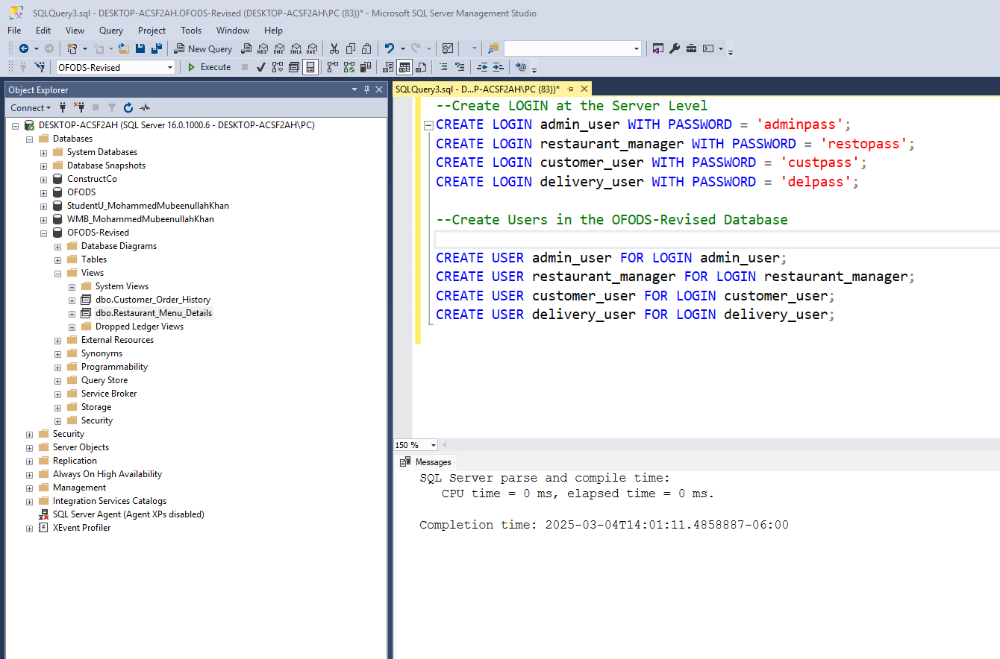 SQLQuery3.sql - DESKTOP-ACSF2AH.OFODS-Revised (DESKTOP-ACSF2AH\PC (83))* - Microsoft SQL Server Management Studio
File Edit View Query Project Tools Window Help
New Query MDX DMX XMLA DAX
OFODS-Revised Execute
Object Explorer
Connect
DESKTOP-ACSF2AH (SQL Server 16.0.1000.6 - DESKTOP-ACSF2AH\PC)
Databases
System Databases
Database Snapshots
ConstructCo
OFODS
StudentU_MohammedMubeenullahKhan
WMB_MohammedMubeenullahKhan
OFODS-Revised
Database Diagrams
Tables
Views
System Views
dbo.Customer_Order_History
dbo.Restaurant_Menu_Details
Dropped Ledger Views
External Resources
Synonyms
Programmability
Query Store
Service Broker
Storage
Security
Security
Server Objects
Replication
Always On High Availability
Management
Integration Services Catalogs
SQL Server Agent (Agent XPs disabled)
XEvent Profiler
SQLQuery3.sql - D...P-ACSF2AH\PC (83))*
--Create LOGIN at the Server Level
CREATE LOGIN admin_user WITH PASSWORD = 'adminpass';
CREATE LOGIN restaurant_manager WITH PASSWORD = 'restopass';
CREATE LOGIN customer_user WITH PASSWORD = 'custpass';
CREATE LOGIN delivery_user WITH PASSWORD = 'delpass';
--Create Users in the OFODS-Revised Database
CREATE USER admin_user FOR LOGIN admin_user;
CREATE USER restaurant_manager FOR LOGIN restaurant_manager;
CREATE USER customer_user FOR LOGIN customer_user;
CREATE USER delivery_user FOR LOGIN delivery_user;
150 %
Messages
SQL Server parse and compile time:
CPU time = 0 ms, elapsed time = 0 ms.
Completion time: 2025-03-04T14:01:11.4858887-06:00